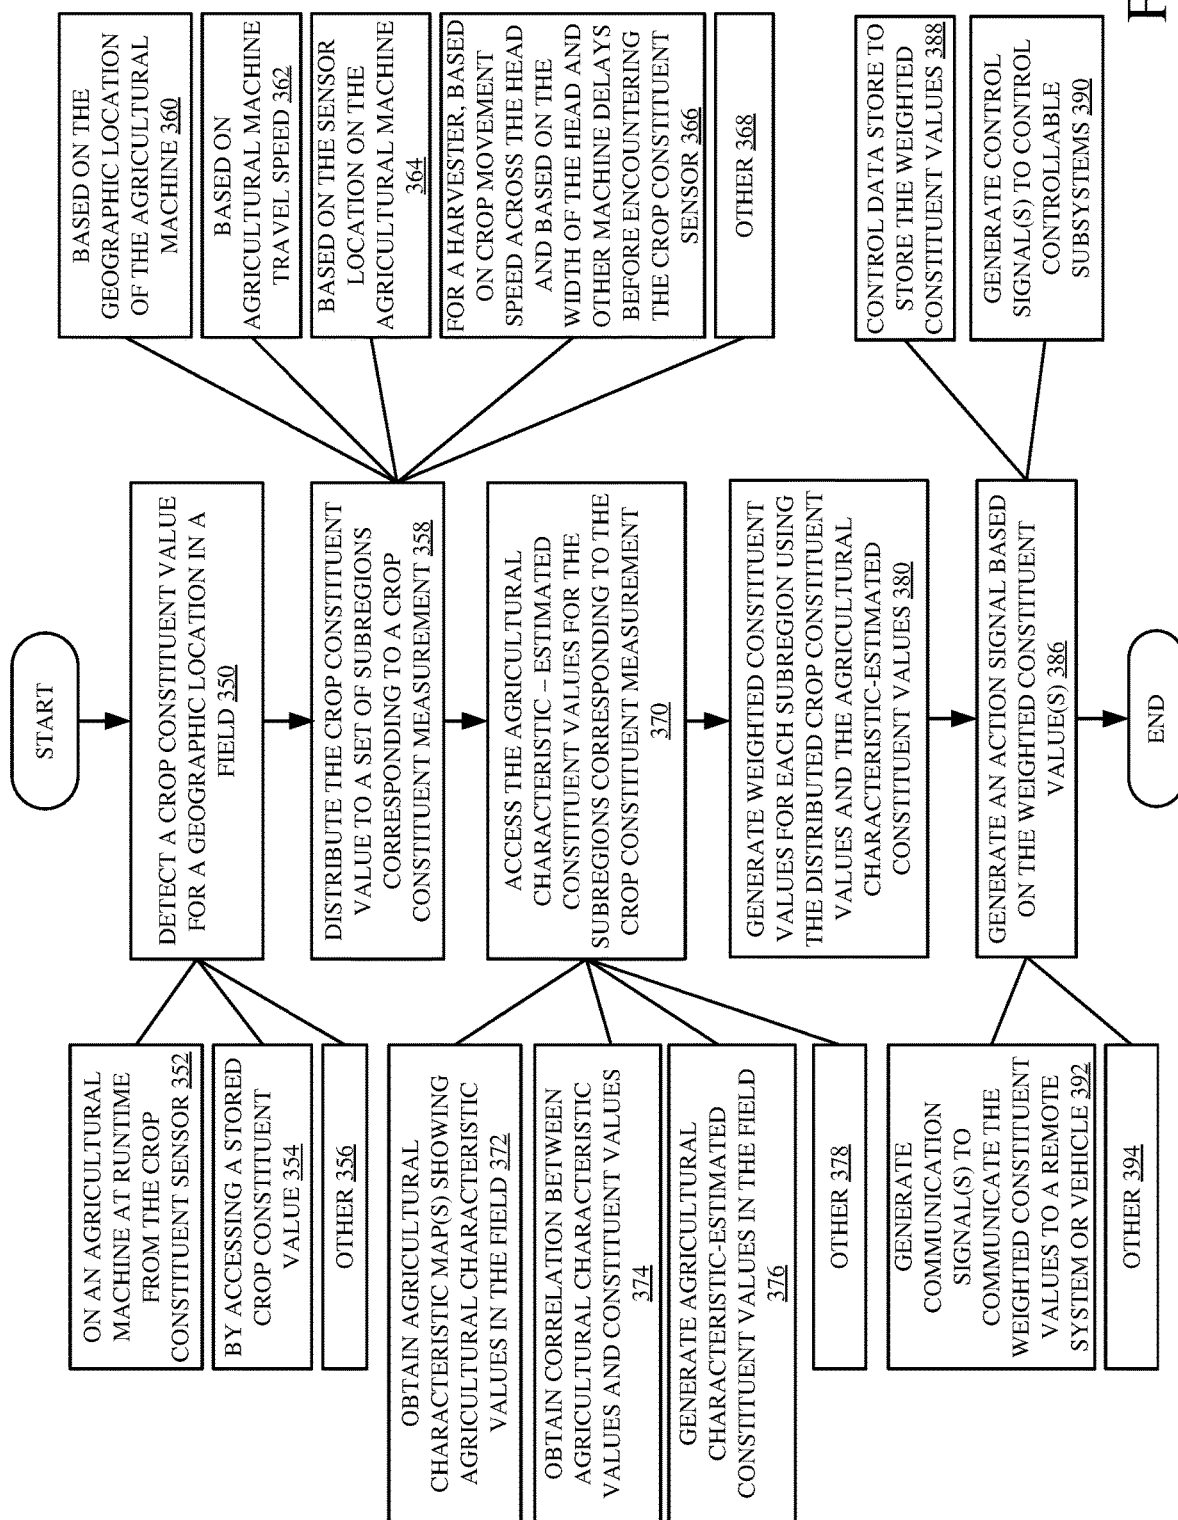 START
DETECT A CROP CONSTITUENT VALUE
FOR A GEOGRAPHIC LOCATION IN A
FIELD 350
ON AN AGRICULTURAL
MACHINE AT RUNTIME
FROM THE CROP
CONSTITUENT SENSOR 352
BY ACCESSING A STORED
CROP CONSTITUENT
VALUE 354
OTHER 356
DISTRIBUTE THE CROP CONSTITUENT
VALUE TO A SET OF SUBREGIONS
CORRESPONDING TO A CROP
CONSTITUENT MEASUREMENT 358
BASED ON THE
GEOGRAPHIC LOCATION
OF THE AGRICULTURAL
MACHINE 360
BASED ON
AGRICULTURAL MACHINE
TRAVEL SPEED 362
BASED ON THE SENSOR
LOCATION ON THE
AGRICULTURAL MACHINE
364
FOR A HARVESTER, BASED
ON CROP MOVEMENT
SPEED ACROSS THE HEAD
AND BASED ON THE
WIDTH OF THE HEAD AND
OTHER MACHINE DELAYS
BEFORE ENCOUNTERING
THE CROP CONSTITUENT
SENSOR 366
OTHER 368
ACCESS THE AGRICULTURAL
CHARACTERISTIC – ESTIMATED
CONSTITUENT VALUES FOR THE
SUBREGIONS CORRESPONDING TO THE
CROP CONSTITUENT MEASUREMENT
370
OBTAIN AGRICULTURAL
CHARACTERISTIC MAP(S) SHOWING
AGRICULTURAL CHARACTERISTIC
VALUES IN THE FIELD 372
OBTAIN CORRELATION BETWEEN
AGRICULTURAL CHARACTERISTIC
VALUES AND CONSTITUENT VALUES
374
GENERATE AGRICULTURAL
CHARACTERISTIC-ESTIMATED
CONSTITUENT VALUES IN THE FIELD
376
OTHER 378
GENERATE WEIGHTED CONSTITUENT
VALUES FOR EACH SUBREGION USING
THE DISTRIBUTED CROP CONSTITUENT
VALUES AND THE AGRICULTURAL
CHARACTERISTIC-ESTIMATED
CONSTITUENT VALUES 380
GENERATE AN ACTION SIGNAL BASED
ON THE WEIGHTED CONSTITUENT
VALUE(S) 386
CONTROL DATA STORE TO
STORE THE WEIGHTED
CONSTITUENT VALUES 388
GENERATE CONTROL
SIGNAL(S) TO CONTROL
CONTROLLABLE
SUBSYSTEMS 390
GENERATE
COMMUNICATION
SIGNAL(S) TO
COMMUNICATE THE
WEIGHTED CONSTITUENT
VALUES TO A REMOTE
SYSTEM OR VEHICLE 392
OTHER 394
END